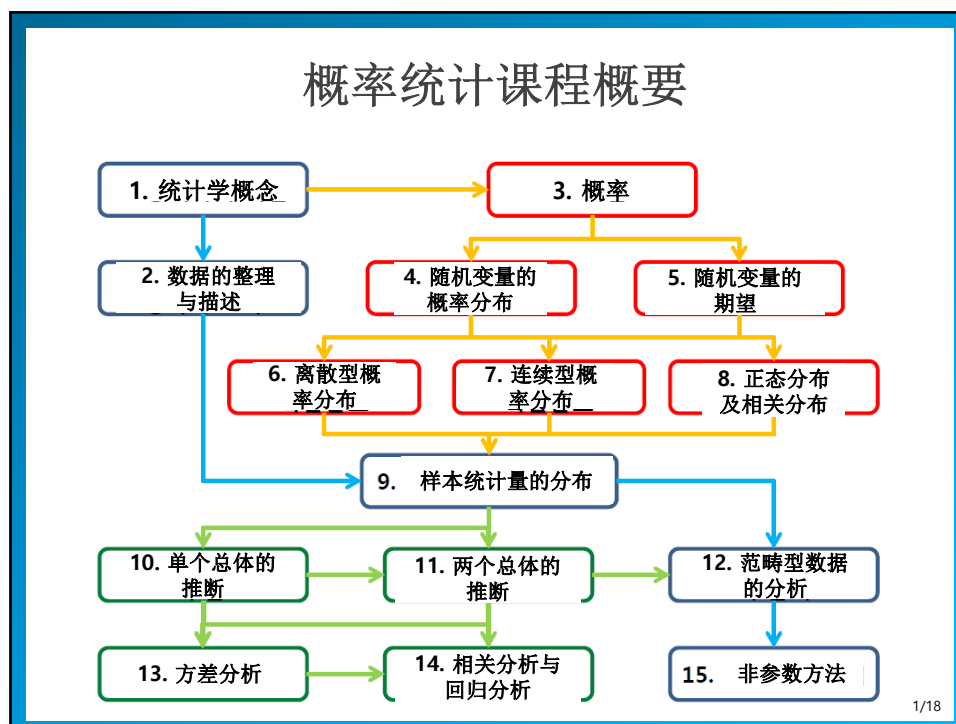 概率统计课程概要
1. 统计学概念
3. 概率
2. 数据的整理
与描述
4. 随机变量的
概率分布
5. 随机变量的
期望
6. 离散型概
率分布
7. 连续型概
率分布
8. 正态分布
及相关分布
9. 样本统计量的分布
10. 单个总体的
推断
11. 两个总体的
推断
12. 范畴型数据
的分析
13. 方差分析
14. 相关分析与
回归分析
15. 非参数方法
1/18